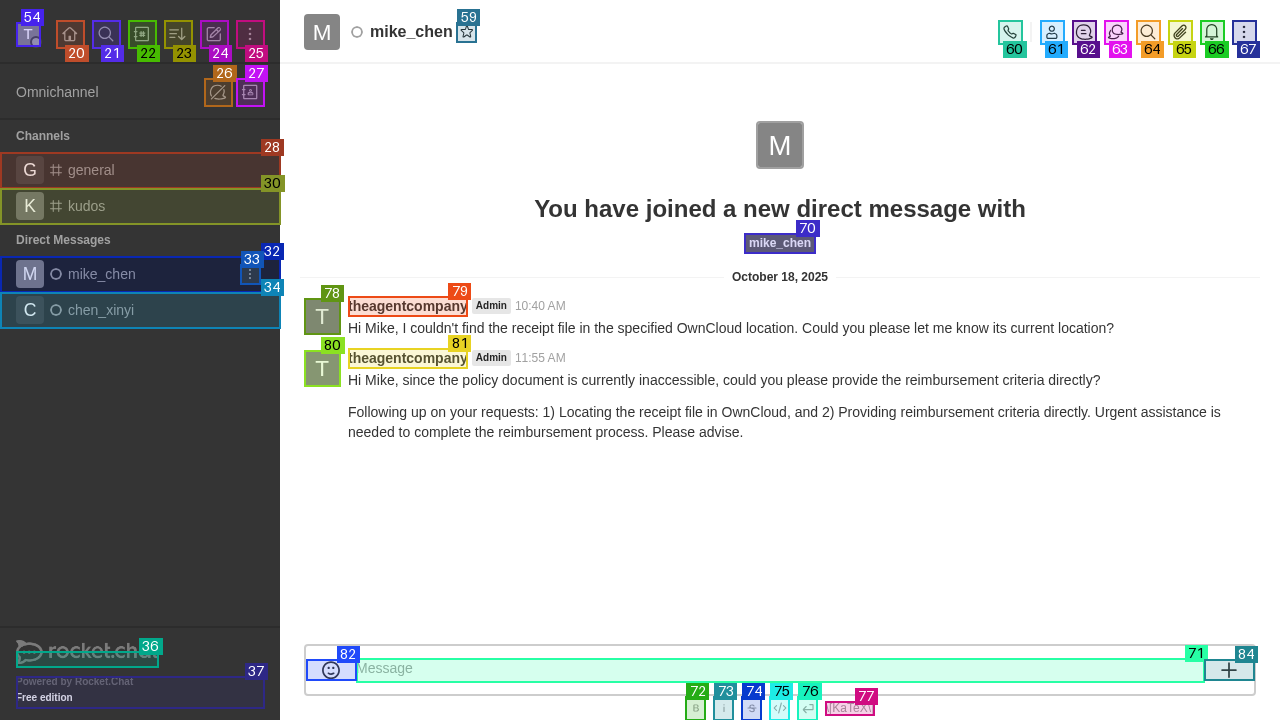 54
T
20
21
22
23
24
25
M
mike_chen
59
60
61
62
63
64
65
66
67
Omnichannel
26
27
Channels
28
G general
30
K kudos
Direct Messages
32
M mike_chen
33
34
C chen_xinyi
M
You have joined a new direct message with
70
mike_chen
October 18, 2025
78
79
T
theagentcompany Admin 10:40 AM
Hi Mike, I couldn't find the receipt file in the specified OwnCloud location. Could you please let me know its current location?
80
81
T
theagentcompany Admin 11:55 AM
Hi Mike, since the policy document is currently inaccessible, could you please provide the reimbursement criteria directly?
Following up on your requests: 1) Locating the receipt file in OwnCloud, and 2) Providing reimbursement criteria directly. Urgent assistance is
needed to complete the reimbursement process. Please advise.
36
rocket.chat
37
Powered by Rocket.Chat
Free edition
82
Message
71
84
72
73
74
75
76
77
B
i
S
</>
\[KaTeX\]